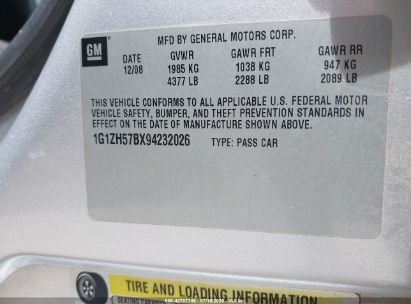 GM
MFD BY GENERAL MOTORS CORP.
DATE GVWR GAWR FRT GAWR RR
12/08 1985 KG 1038 KG 947 KG
4377 LB 2288 LB 2089 LB
THIS VEHICLE CONFORMS TO ALL APPLICABLE U.S. FEDERAL MOTOR
VEHICLE SAFETY, BUMPER, AND THEFT PREVENTION STANDARDS IN
EFFECT ON THE DATE OF MANUFACTURE SHOWN ABOVE.
1G1ZH57BX94232026 TYPE: PASS CAR
TIRE AND LOADING INFORMATION
SEATING CAPACITY